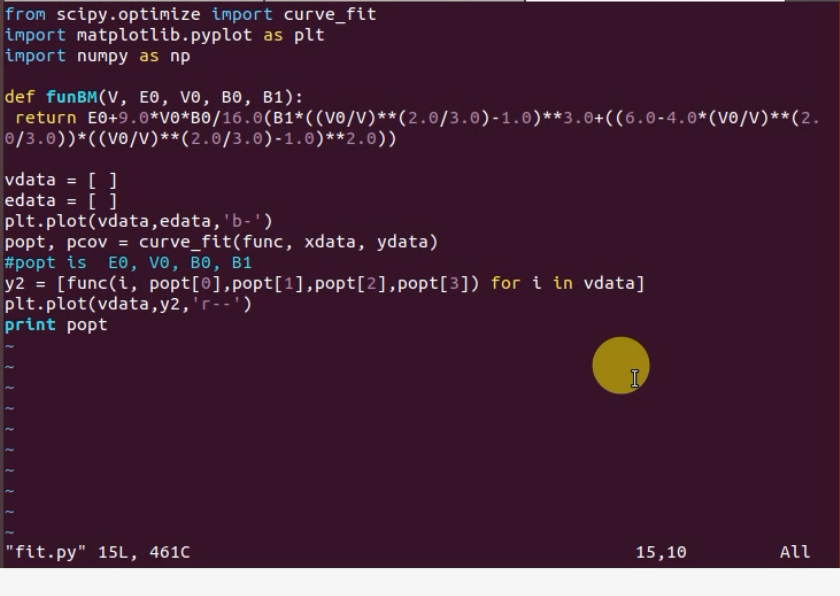 from scipy.optimize import curve_fit
import matplotlib.pyplot as plt
import numpy as np
def funBM(V, E0, V0, B0, B1):
 return E0+9.0*V0*B0/16.0(B1*((V0/V)**(2.0/3.0)-1.0)**3.0+((6.0-4.0*(V0/V)**(2.
0/3.0))*((V0/V)**(2.0/3.0)-1.0)**2.0))
vdata = [ ]
edata = [ ]
plt.plot(vdata,edata,'b-')
popt, pcov = curve_fit(func, xdata, ydata)
#popt is  E0, V0, B0, B1
y2 = [func(i, popt[0],popt[1],popt[2],popt[3]) for i in vdata]
plt.plot(vdata,y2,'r--')
print popt
~
~
~
~
~
~
~
~
~
~
"fit.py" 15L, 461C 15,10 All